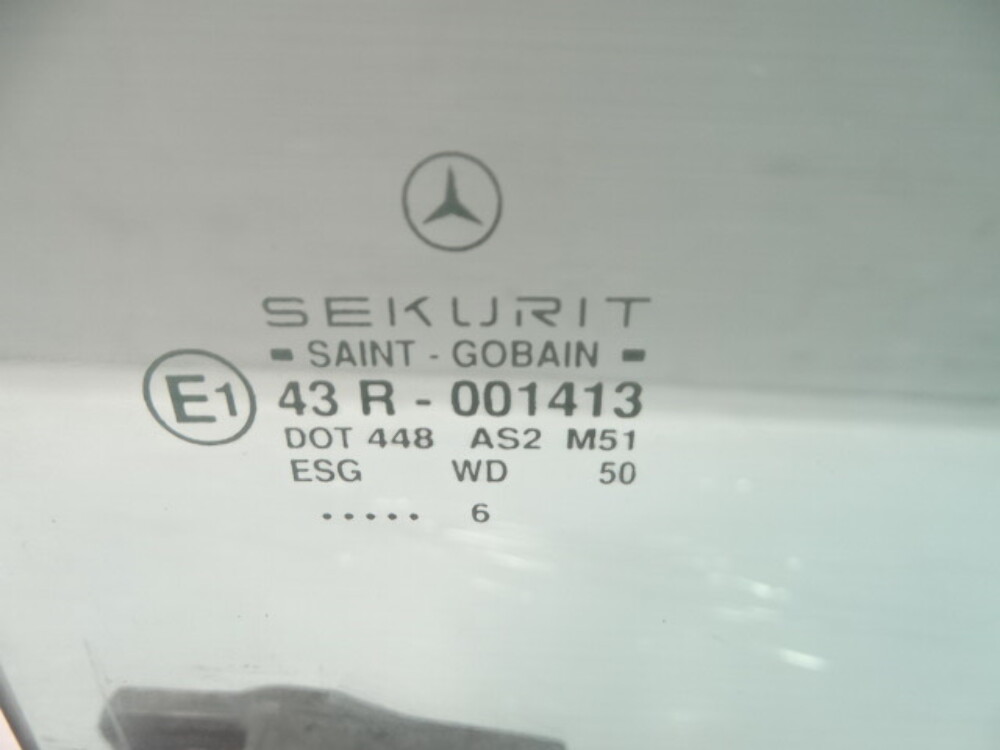 SEKURIT
SAINT - GOBAIN
E1 43 R - 001413
DOT 448 AS2 M51
ESG WD 50
..... 6